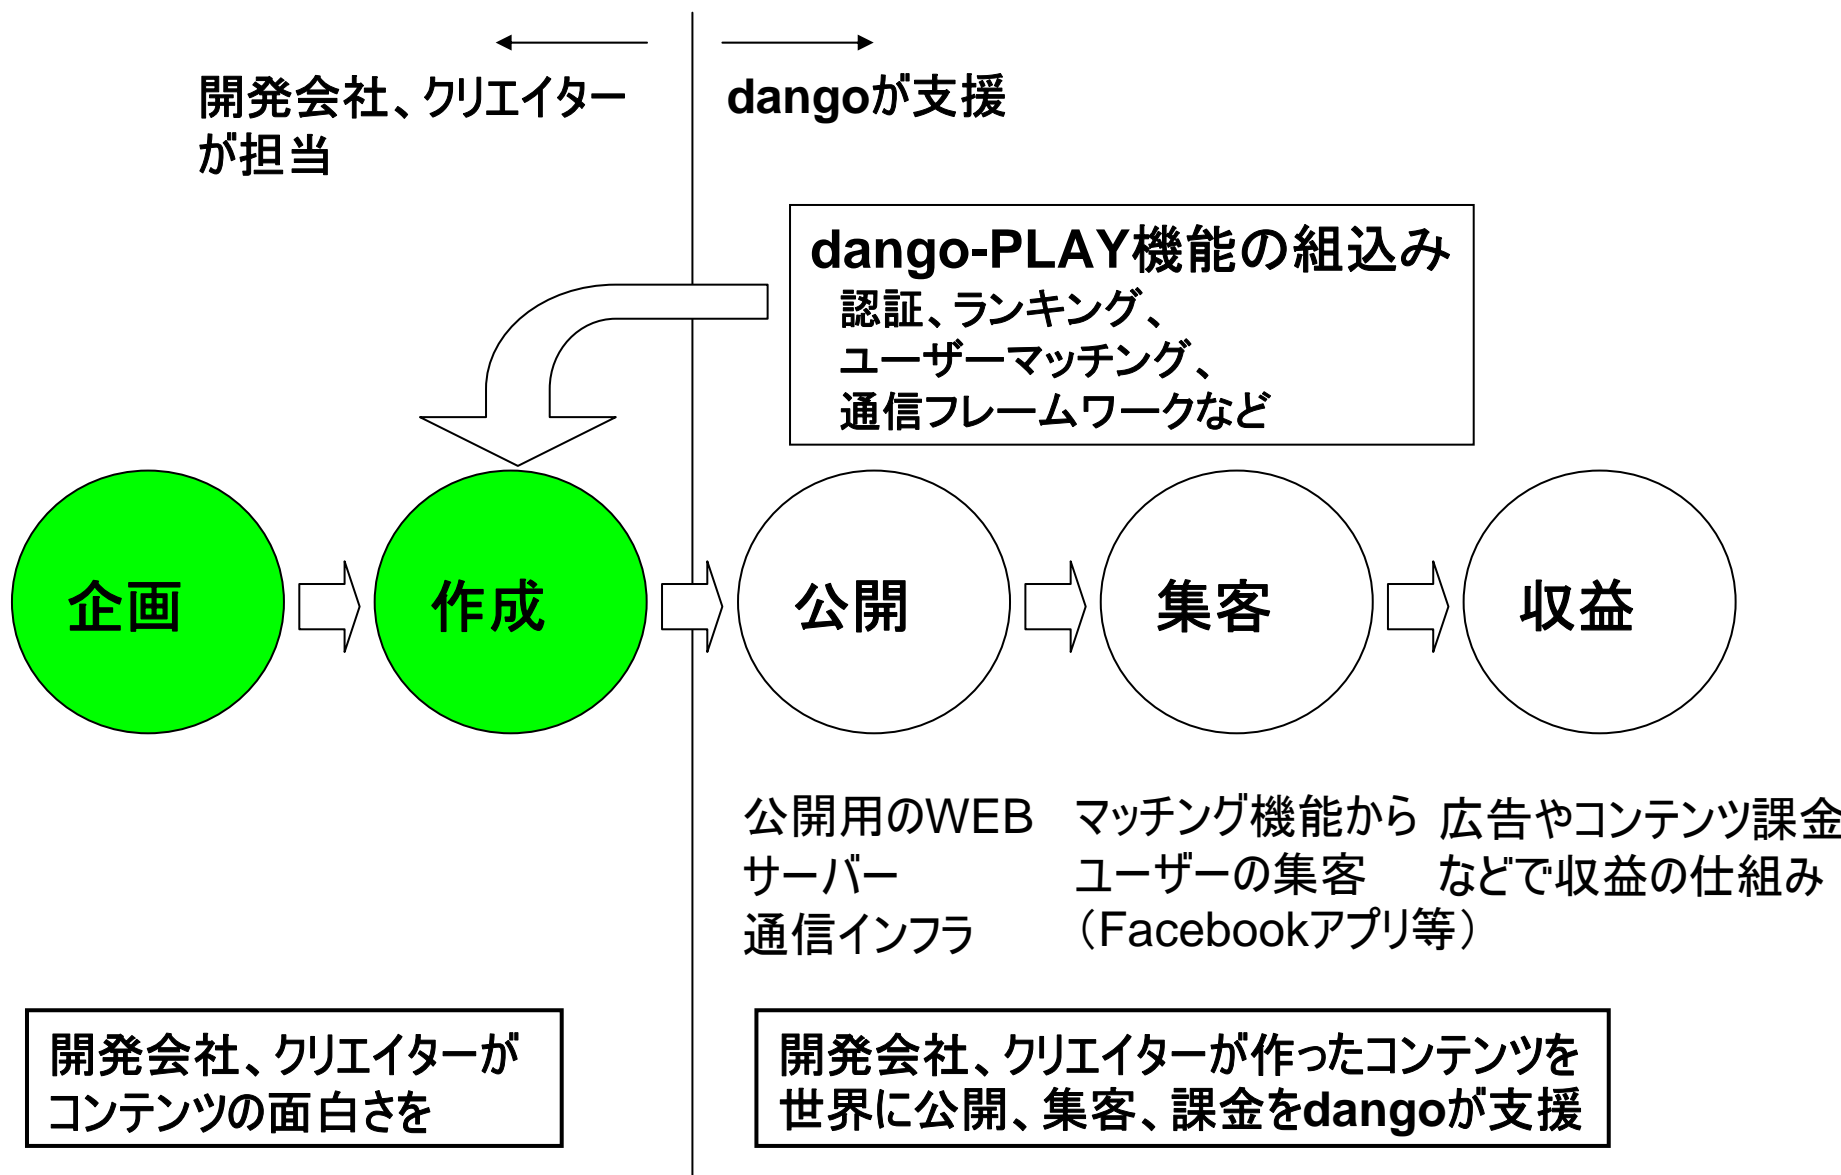 開発会社、クリエイター
が担当
dangoが支援
dango-PLAY機能の組込み
認証、ランキング、
ユーザーマッチング、
通信フレームワークなど
企画
作成
公開
集客
収益
公開用のWEB
サーバー
通信インフラ
マッチング機能から
ユーザーの集客
（Facebookアプリ等）
広告やコンテンツ課金
などで収益の仕組み
開発会社、クリエイターが
コンテンツの面白さを
開発会社、クリエイターが作ったコンテンツを
世界に公開、集客、課金をdangoが支援